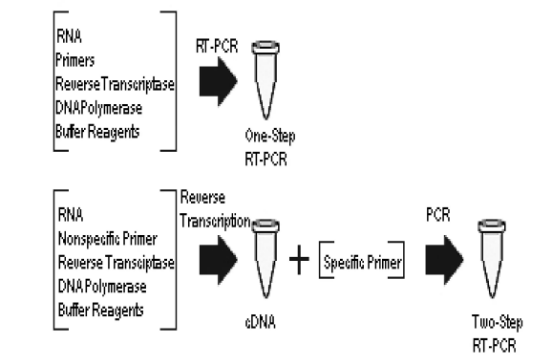 RNA
Primers
Reverse Transcriptase
DNA Polymerase
Buffer Reagents
RT-PCR
One-Step
RT-PCR
RNA
Nonspecific Primer
Reverse Transciptase
DNA Polymerase
Buffer Reagents
Reverse
Transcription
cDNA
+
Specific Primer
PCR
Two-Step
RT-PCR